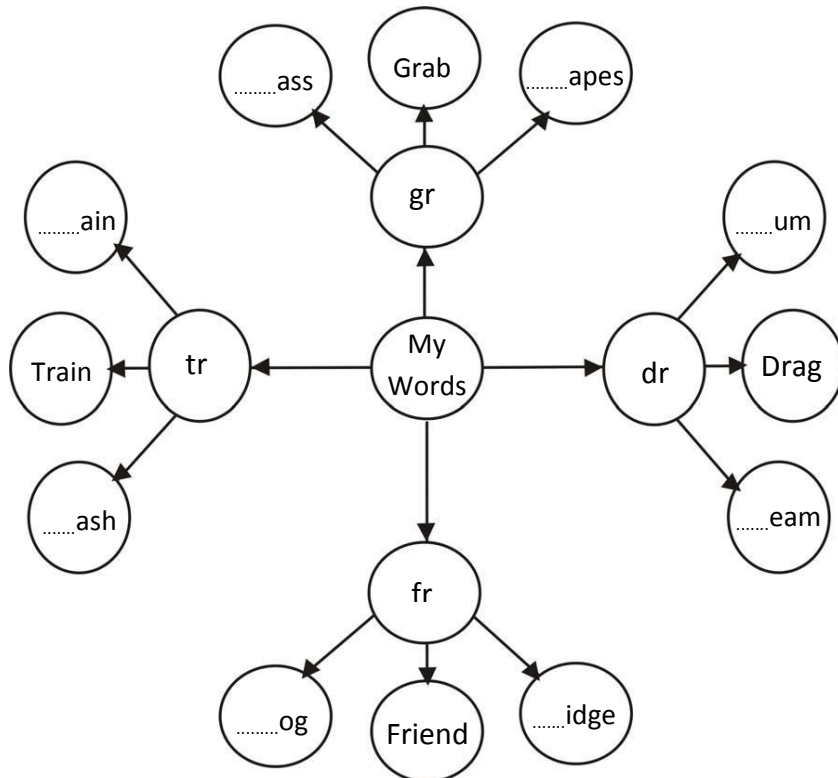 .........ass
Grab
.........apes
gr
.........ain
........um
Train
tr
My
Words
dr
Drag
.......ash
.......eam
fr
.........og
Friend
.......idge